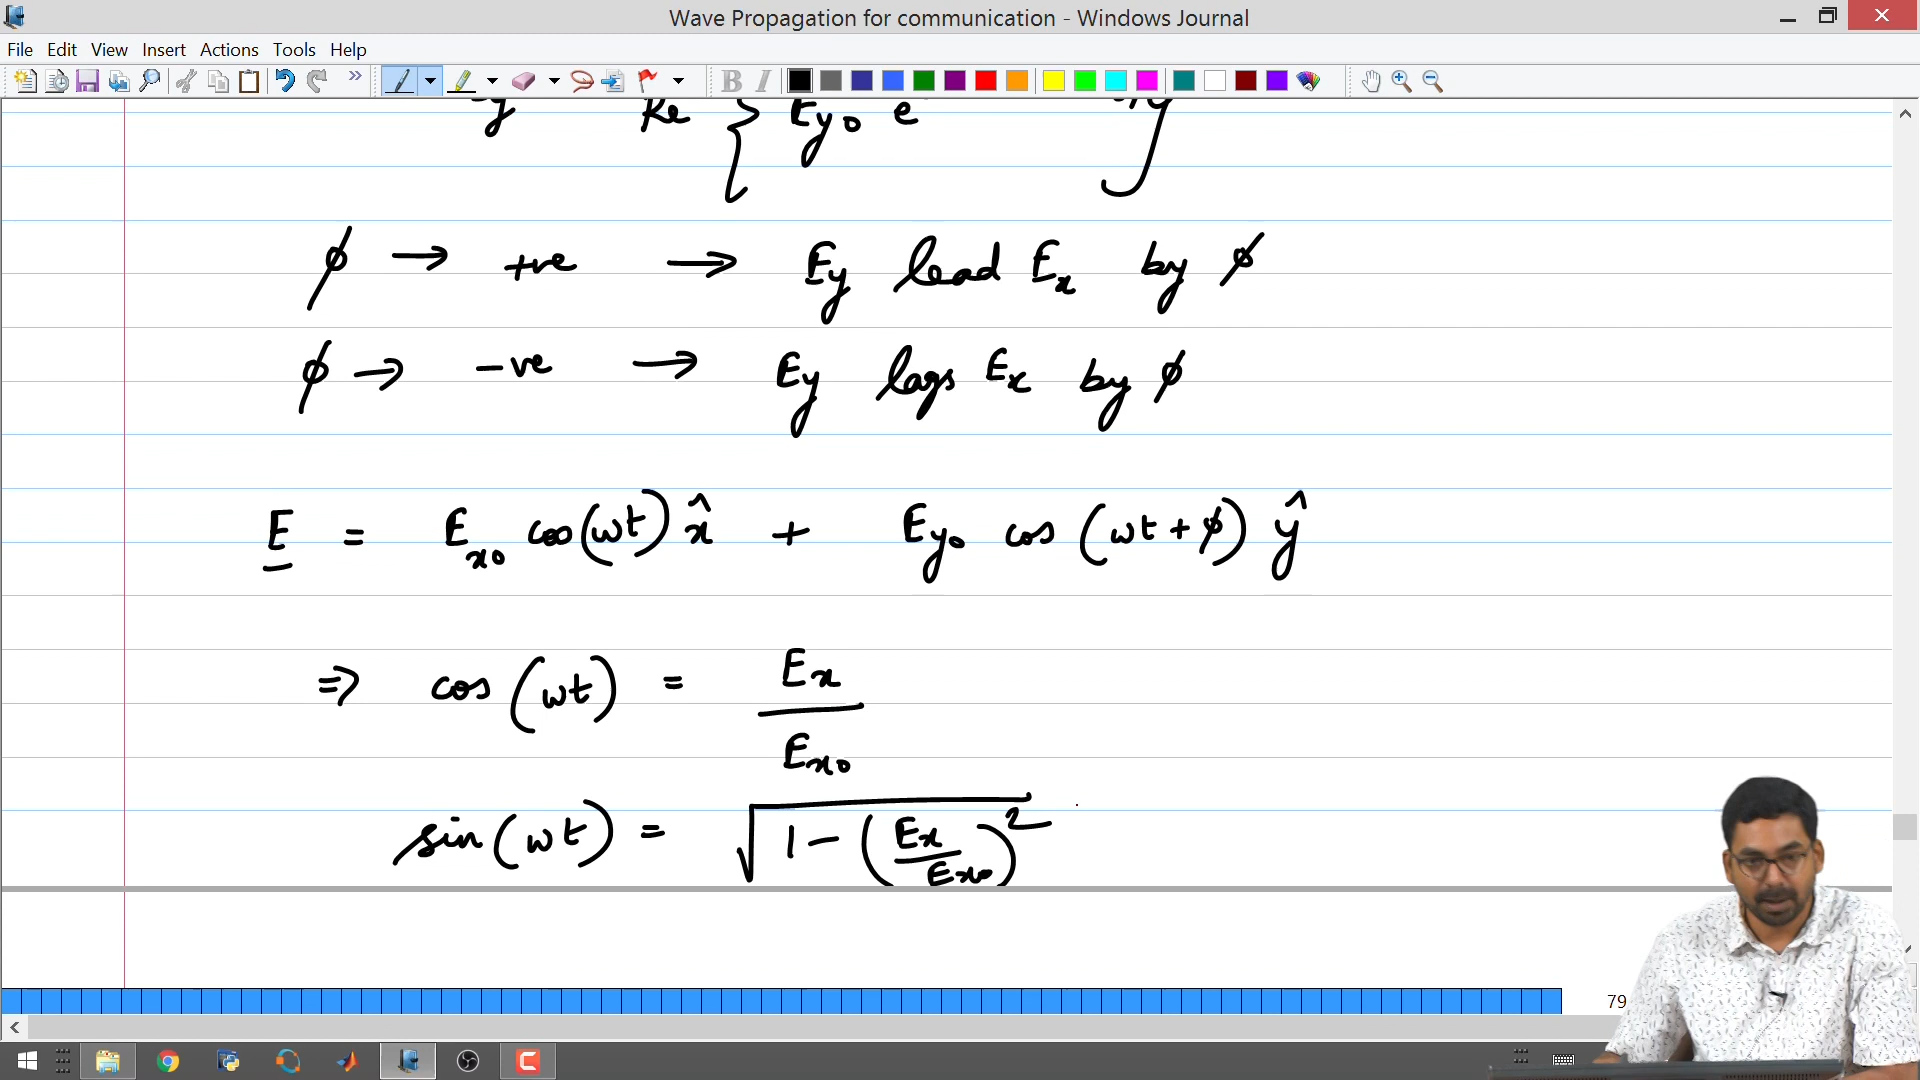 Wave Propagation for communication - Windows Journal
File Edit View Insert Actions Tools Help
Ey Re { Ey0 e }
ϕ → +ve → Ey lead Ex by ϕ
ϕ → -ve → Ey lags Ex by ϕ
E = Ex0 cos(ωt) x̂ + Ey0 cos (ωt + ϕ) ŷ
⇒ cos (ωt) = Ex / Ex0
sin (ωt) = √(1 - (Ex/Ex0)²)
79